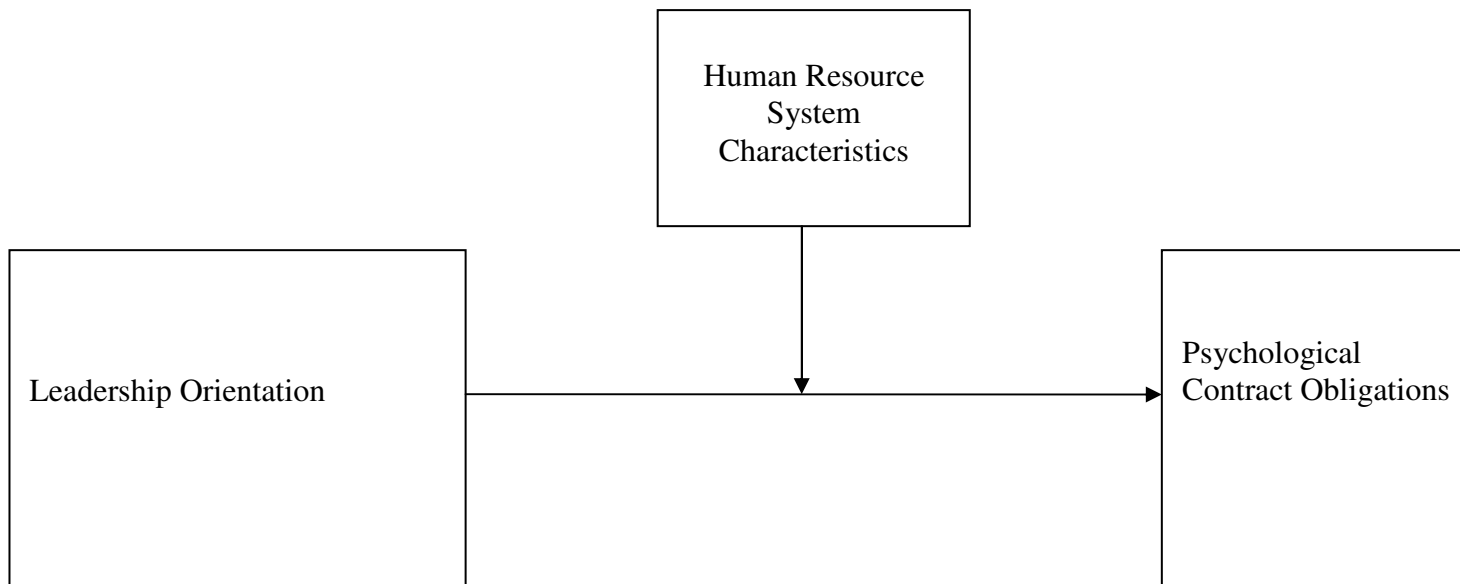 Human Resource
System
Characteristics
Leadership Orientation
Psychological
Contract Obligations